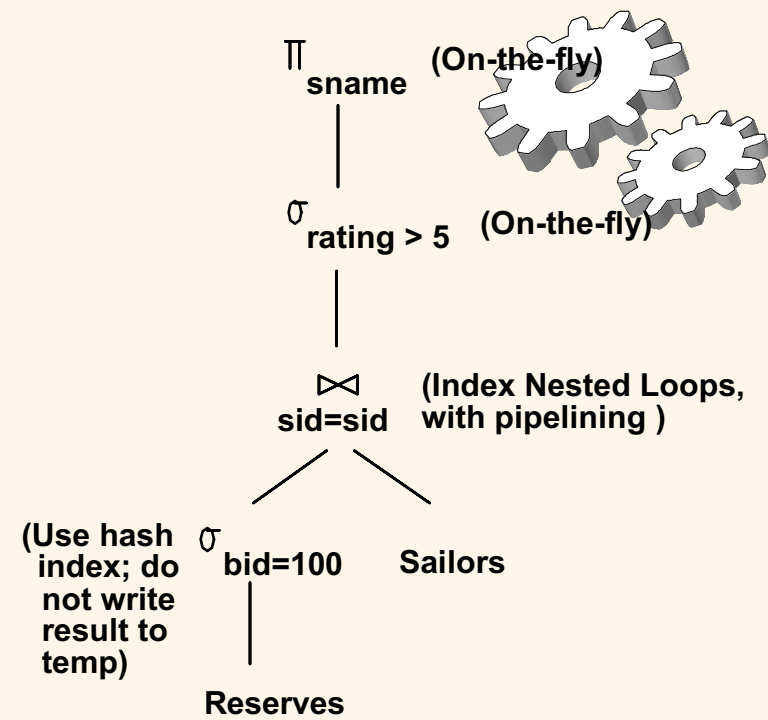 π sname (On-the-fly)
σ rating > 5 (On-the-fly)
⋈ (Index Nested Loops,
sid=sid with pipelining )
(Use hash
index; do
not write
result to
temp)
σ bid=100
Sailors
Reserves